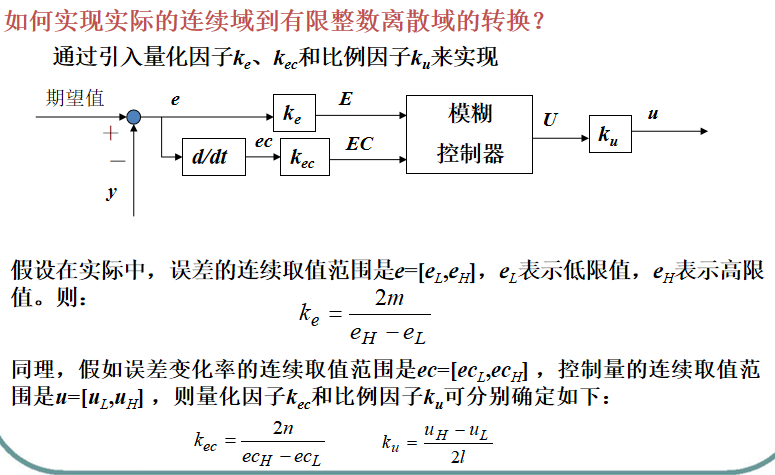 如何实现实际的连续域到有限整数离散域的转换？
通过引入量化因子ke、kec和比例因子ku来实现
期望值 e ke E 模糊控制器 U ku u
+ − d/dt ec kec EC
y
假设在实际中，误差的连续取值范围是e=[eL,eH]，eL表示低限值，eH表示高限
值。则：
ke = 2m / (eH − eL)
同理，假如误差变化率的连续取值范围是ec=[ecL,ecH] ，控制量的连续取值范
围是u=[uL,uH] ，则量化因子kec和比例因子ku可分别确定如下：
kec = 2n / (ecH − ecL) ku = (uH − uL) / 2l